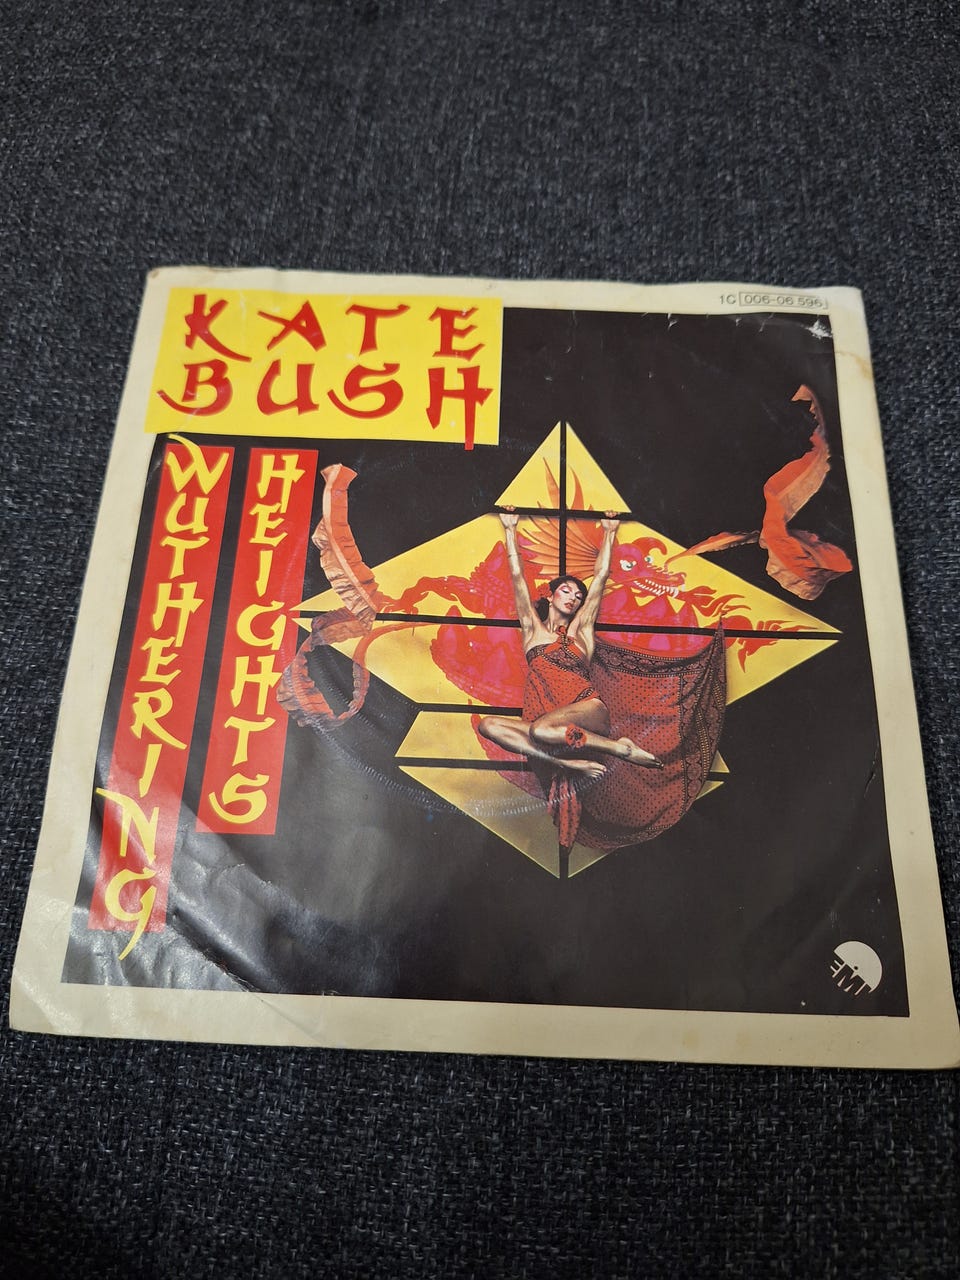 1C 006-06 596
KATE
BUSH
WUTHERING
HEIGHTS
EMI